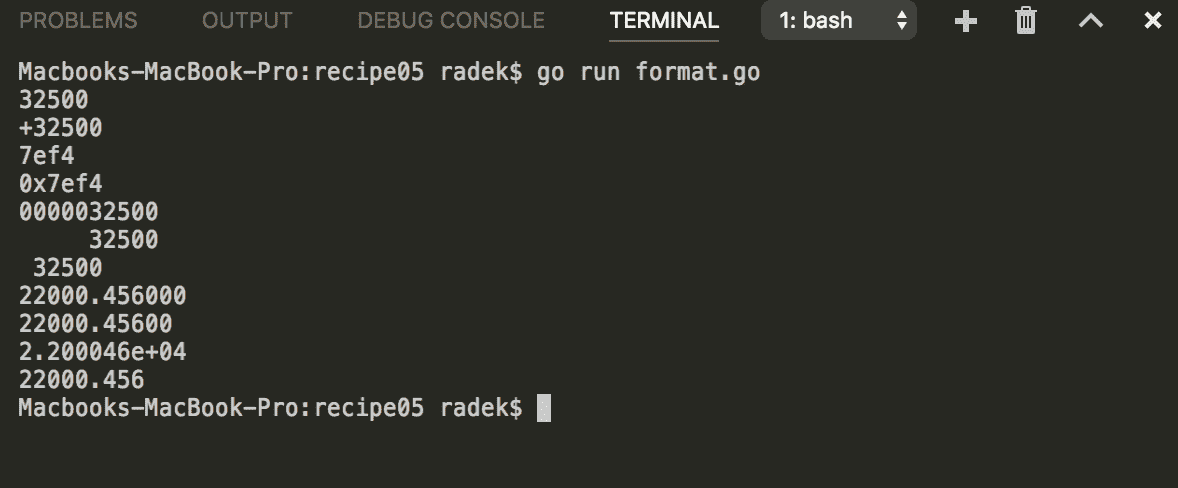 PROBLEMS OUTPUT DEBUG CONSOLE TERMINAL 1: bash
Macbooks-MacBook-Pro:recipe05 radek$ go run format.go
32500
+32500
7ef4
0x7ef4
0000032500
     32500
 32500
22000.456000
22000.45600
2.200046e+04
22000.456
Macbooks-MacBook-Pro:recipe05 radek$